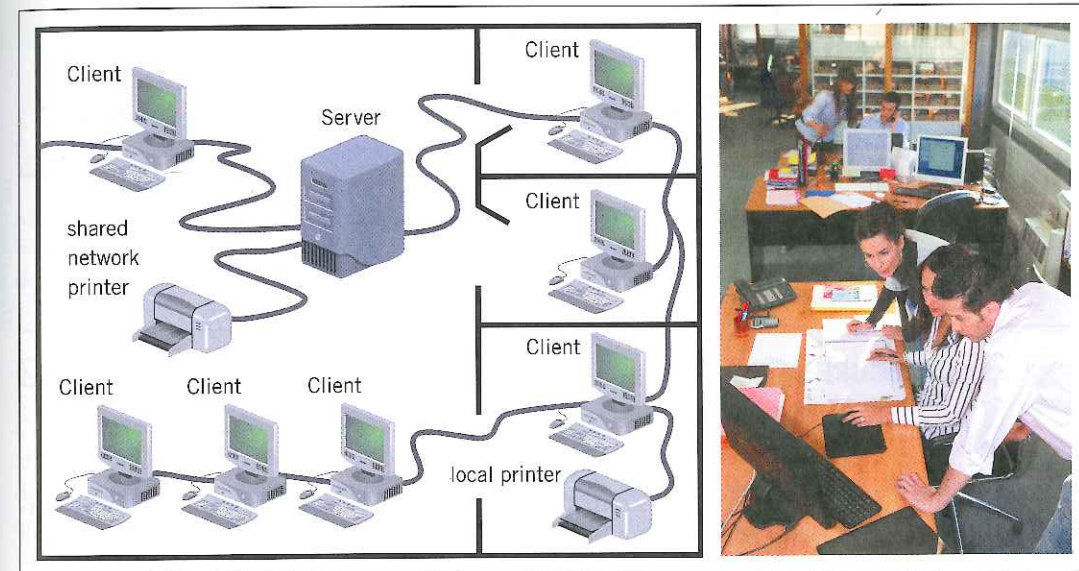 Client
Client
Server
Client
shared
network
printer
Client
Client
Client
Client
local printer